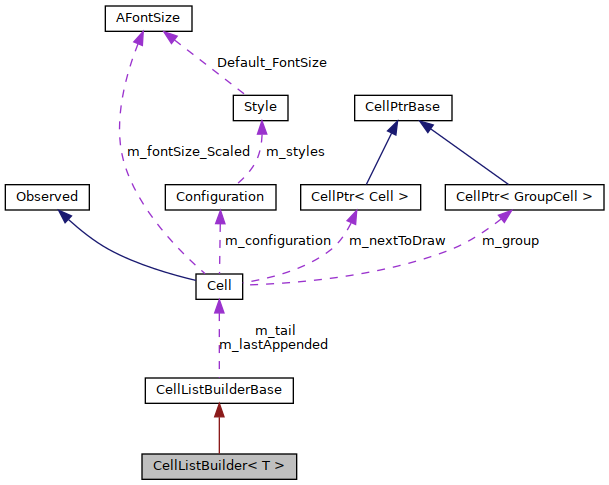 AFontSize
Default_FontSize
Style
CellPtrBase
m_fontSize_Scaled
m_styles
Observed
Configuration
CellPtr< Cell >
CellPtr< GroupCell >
m_configuration
m_nextToDraw
m_group
Cell
m_tail
m_lastAppended
CellListBuilderBase
CellListBuilder< T >